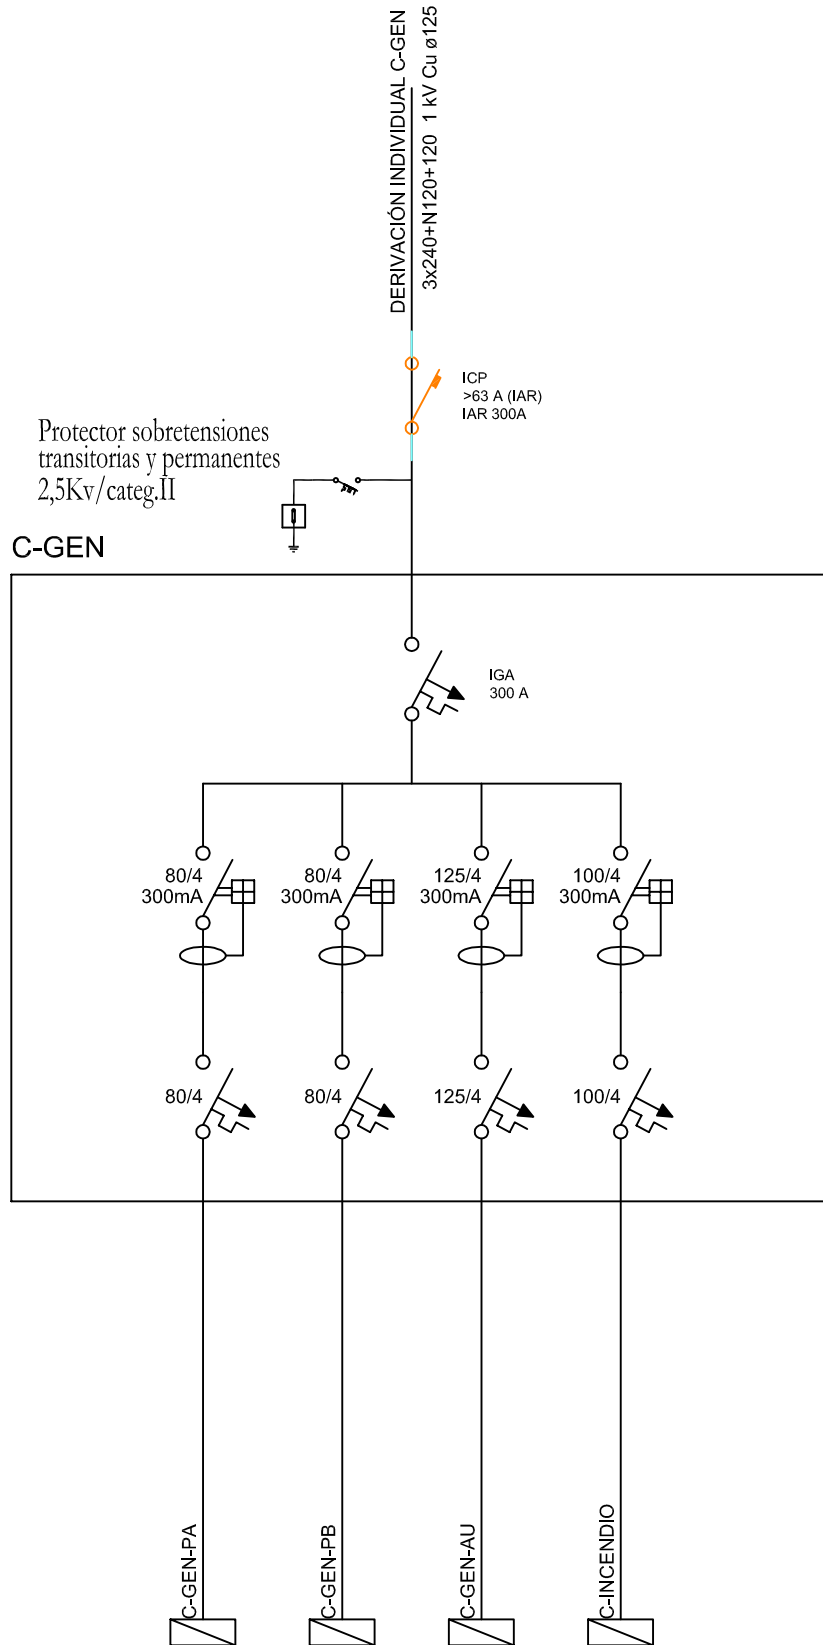 DERIVACIÓN INDIVIDUAL C-GEN
3x240+N120+120 1 kV Cu ø125
ICP
>63 A (IAR)
IAR 300A
Protector sobretensiones
transitorias y permanentes
2,5Kv/categ.II
C-GEN
IGA
300 A
80/4
300mA
80/4
300mA
125/4
300mA
100/4
300mA
80/4
80/4
125/4
100/4
C-GEN-PA
C-GEN-PB
C-GEN-AU
C-INCENDIO